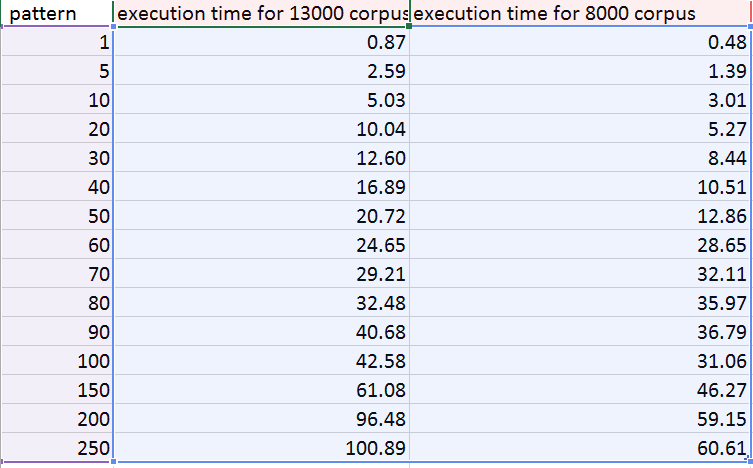 pattern execution time for 13000 corpus execution time for 8000 corpus
1 0.87 0.48
5 2.59 1.39
10 5.03 3.01
20 10.04 5.27
30 12.60 8.44
40 16.89 10.51
50 20.72 12.86
60 24.65 28.65
70 29.21 32.11
80 32.48 35.97
90 40.68 36.79
100 42.58 31.06
150 61.08 46.27
200 96.48 59.15
250 100.89 60.61